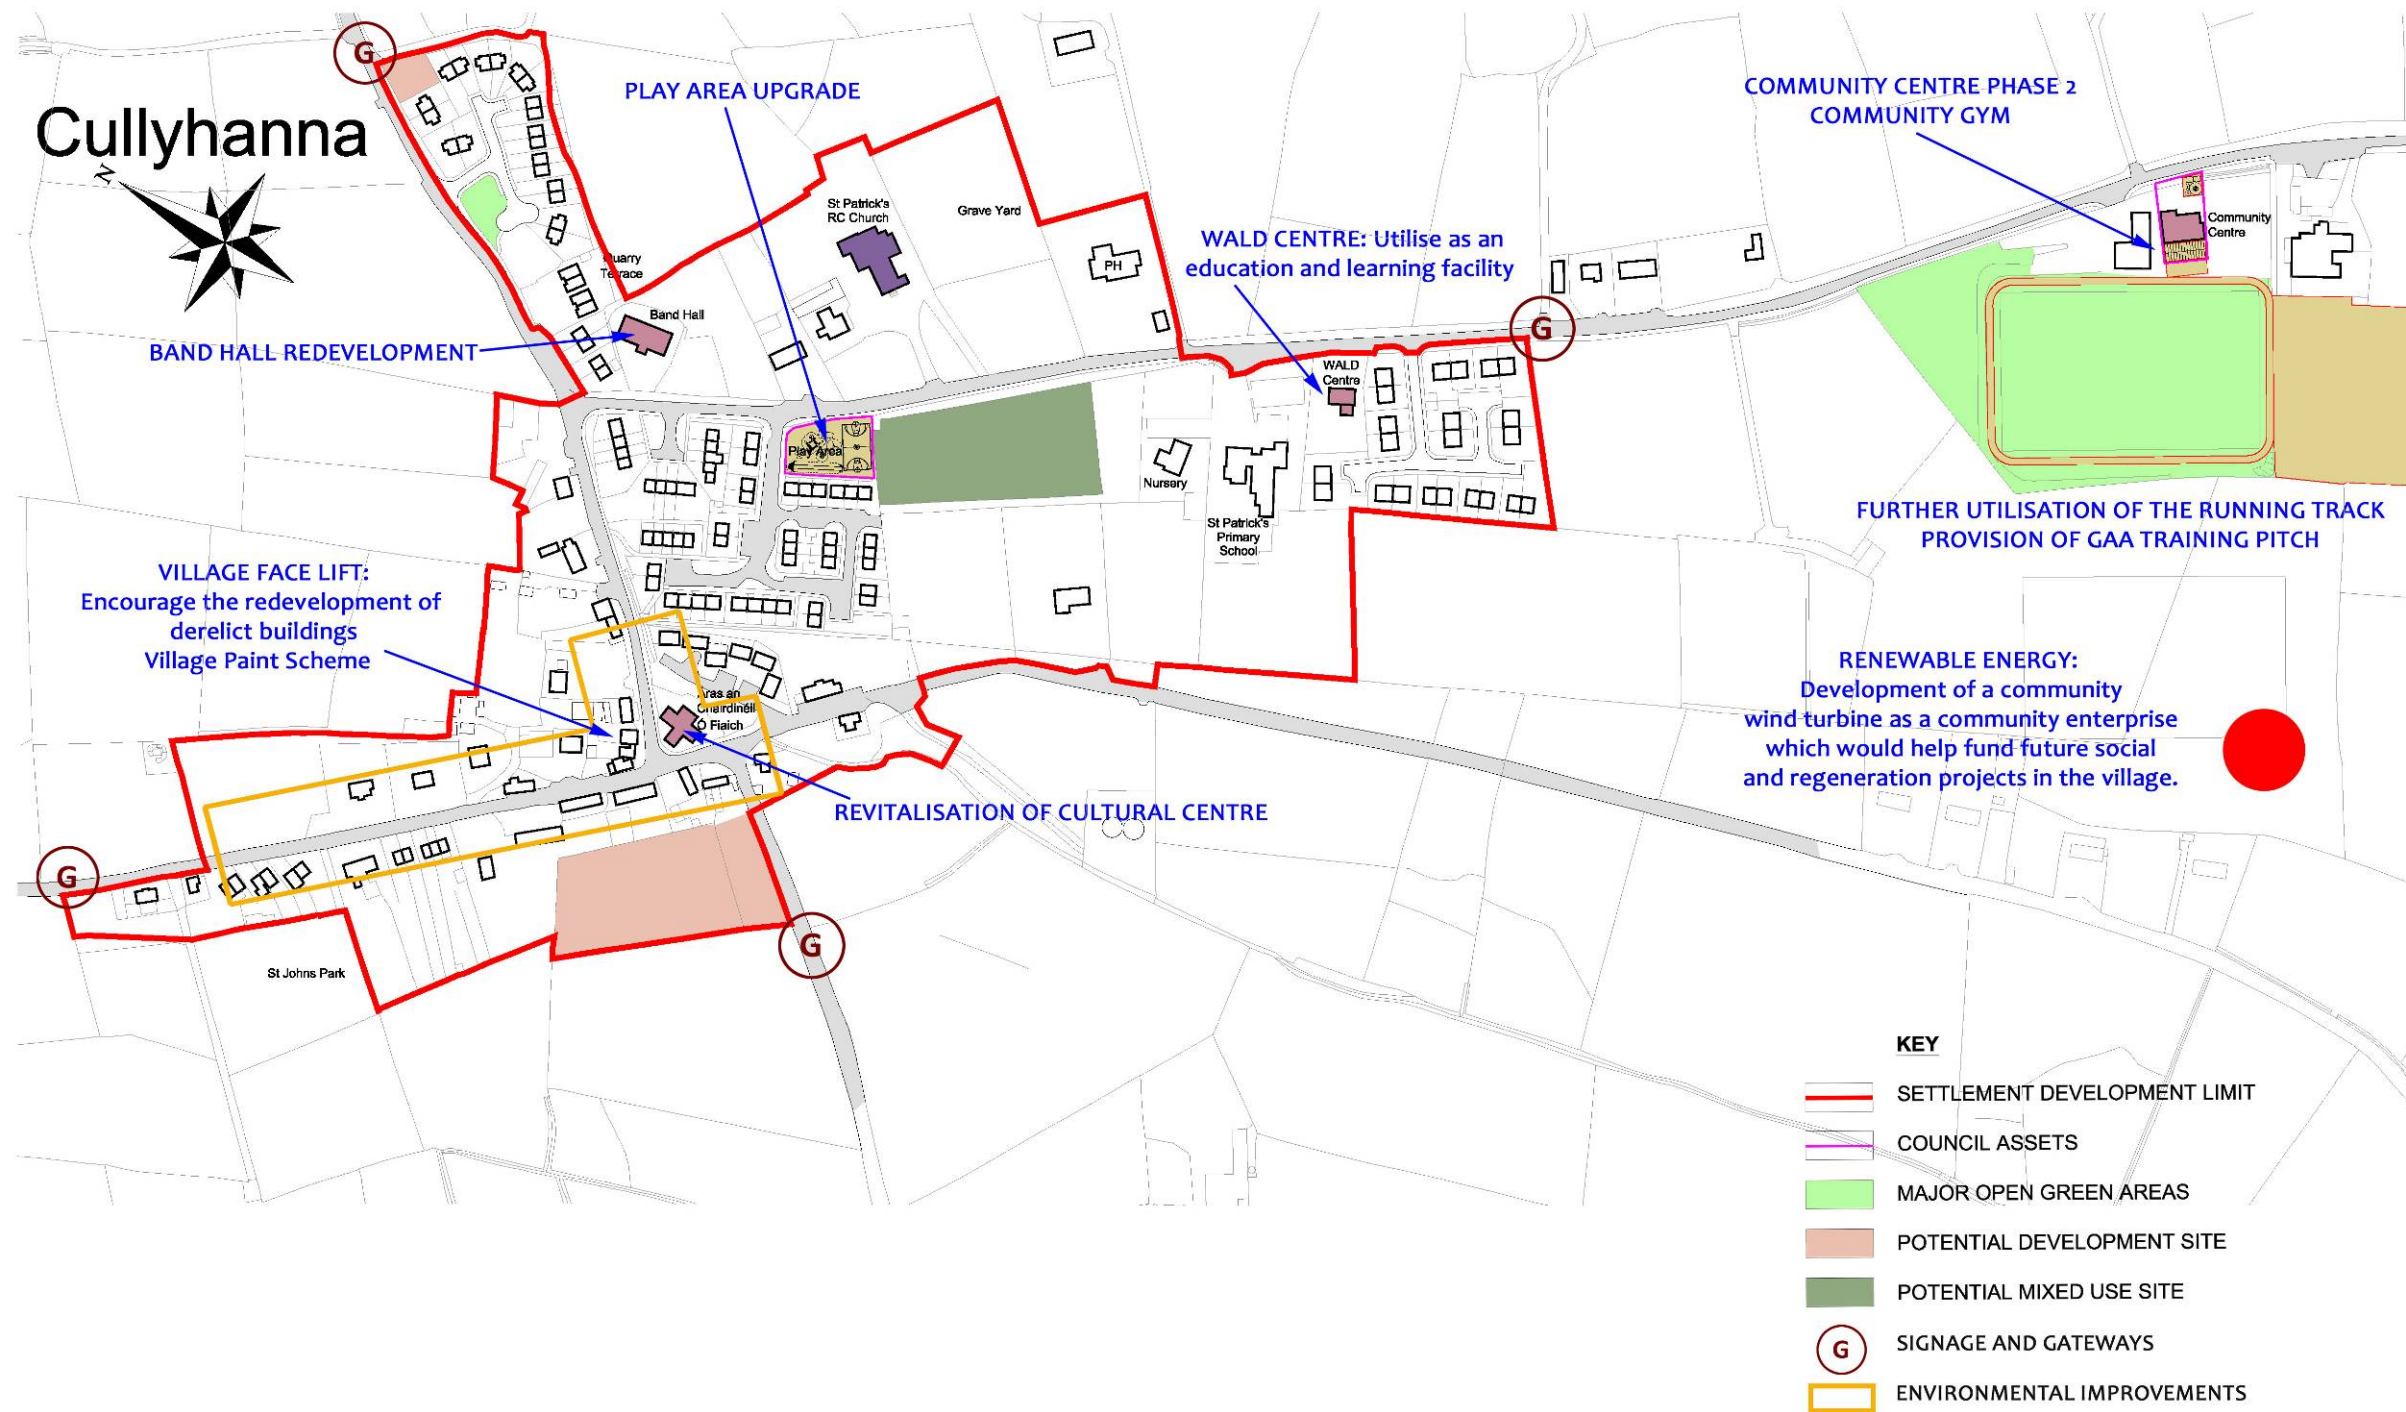 G
Cullyhanna
N
PLAY AREA UPGRADE
COMMUNITY CENTRE PHASE 2
COMMUNITY GYM
St Patrick's
RC Church
Grave Yard
WALD CENTRE: Utilise as an
education and learning facility
PH
Community
Centre
Quarry
Terrace
Band Hall
BAND HALL REDEVELOPMENT
G
WALD
Centre
Play Area
Nursery
St Patrick's
Primary
School
FURTHER UTILISATION OF THE RUNNING TRACK
PROVISION OF GAA TRAINING PITCH
VILLAGE FACE LIFT:
Encourage the redevelopment of
derelict buildings
Village Paint Scheme
RENEWABLE ENERGY:
Development of a community
wind turbine as a community enterprise
which would help fund future social
and regeneration projects in the village.
Aras an
Chairdinéil
Ó Fiaich
REVITALISATION OF CULTURAL CENTRE
G
G
St Johns Park
KEY
SETTLEMENT DEVELOPMENT LIMIT
COUNCIL ASSETS
MAJOR OPEN GREEN AREAS
POTENTIAL DEVELOPMENT SITE
POTENTIAL MIXED USE SITE
G SIGNAGE AND GATEWAYS
ENVIRONMENTAL IMPROVEMENTS